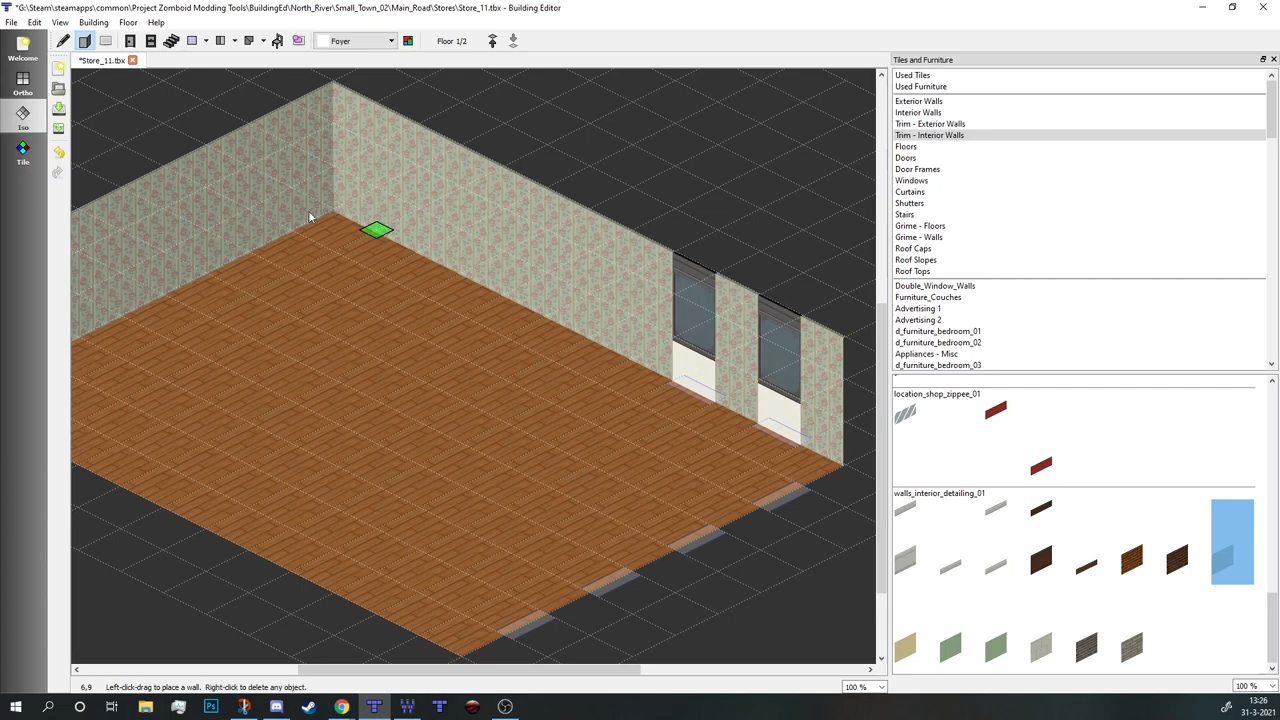 *G:\Steam\steamapps\common\Project Zomboid Modding Tools\BuildingEd\North_River\Small_Town_02\Main_Road\Stores\Store_11.tbx - Building Editor
File Edit View Building Floor Help
Foyer Floor 1/2
Welcome
Ortho
Iso
Tile
*Store_11.tbx
Tiles and Furniture
Used Tiles
Used Furniture
Exterior Walls
Interior Walls
Trim - Exterior Walls
Trim - Interior Walls
Floors
Doors
Door Frames
Windows
Curtains
Shutters
Stairs
Grime - Floors
Grime - Walls
Roof Caps
Roof Slopes
Roof Tops
Double_Window_Walls
Furniture_Couches
Advertising 1
Advertising 2
d_furniture_bedroom_01
d_furniture_bedroom_02
Appliances - Misc
d_furniture_bedroom_03
location_shop_zippee_01
walls_interior_detailing_01
6,9 Left-click-drag to place a wall. Right-click to delete any object. 100 % 100 %
13:26
31-3-2021